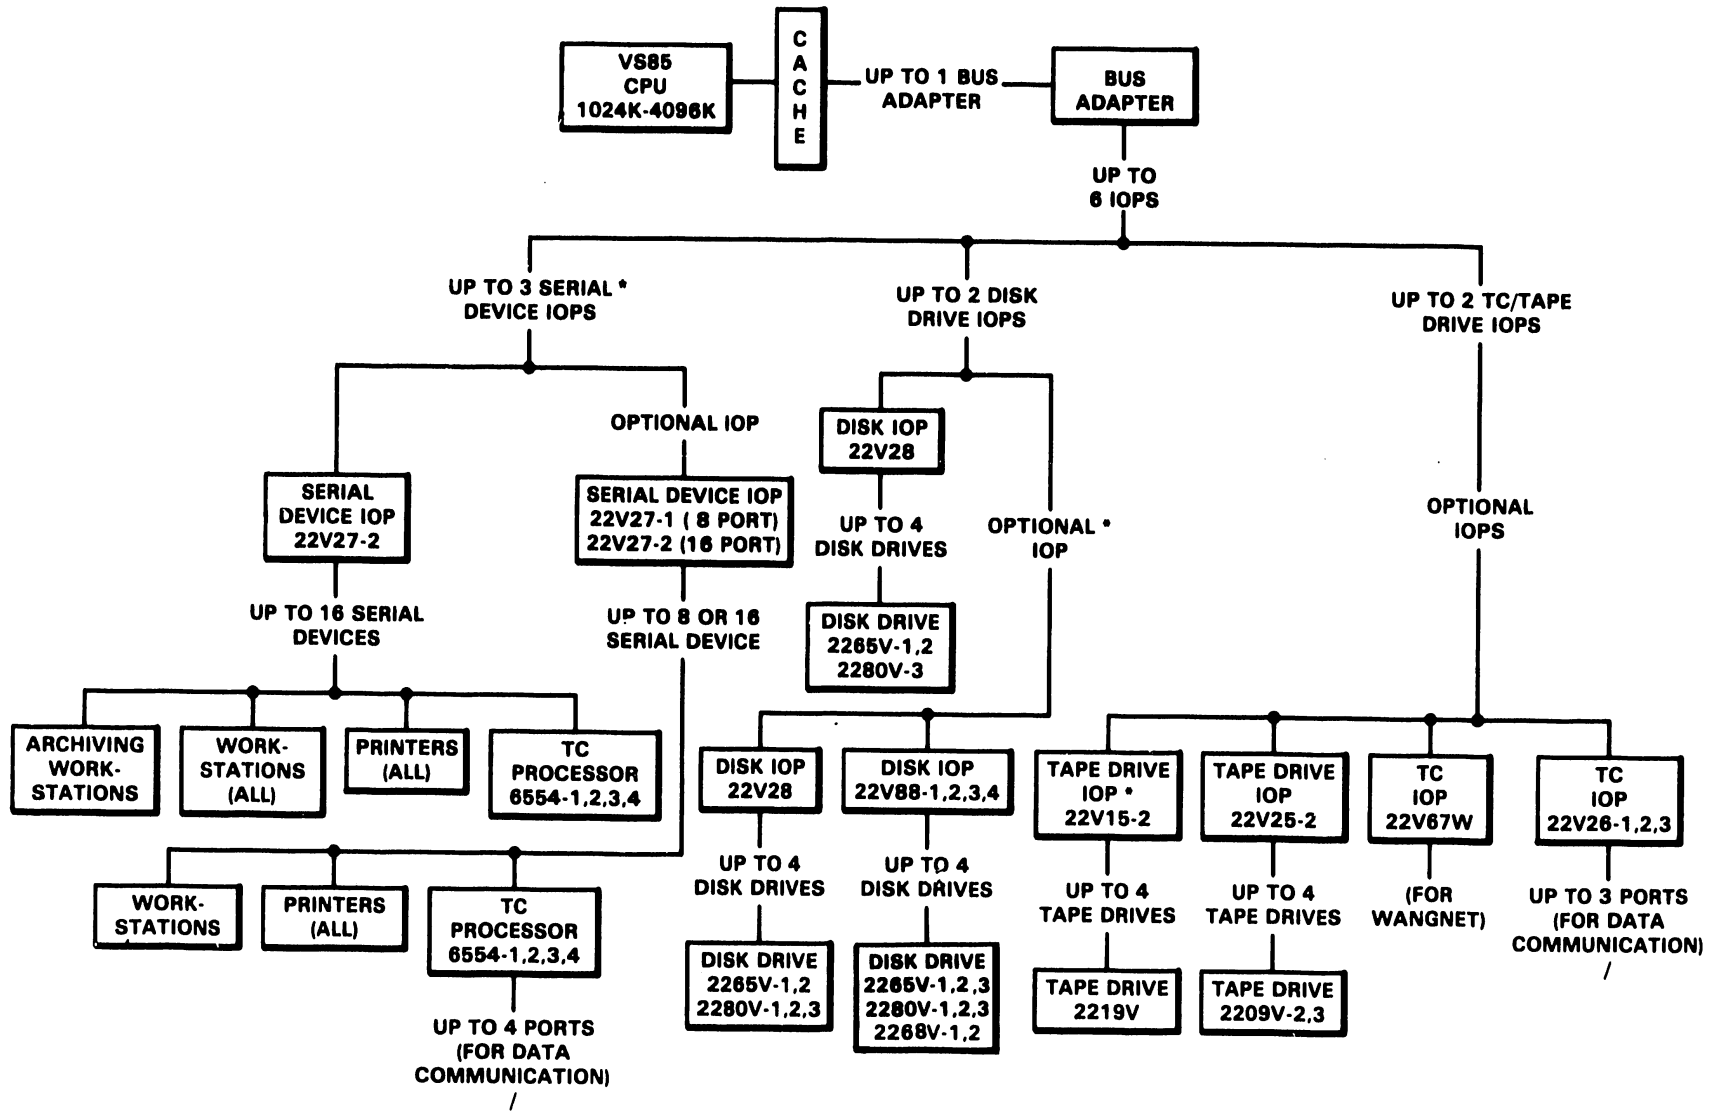 VS85
CPU
1024K-4096K
C
A
C
H
E
UP TO 1 BUS
ADAPTER
BUS
ADAPTER
UP TO
6 IOPS
UP TO 3 SERIAL *
DEVICE IOPS
UP TO 2 DISK
DRIVE IOPS
UP TO 2 TC/TAPE
DRIVE IOPS
OPTIONAL IOP
SERIAL
DEVICE IOP
22V27-2
SERIAL DEVICE IOP
22V27-1 ( 8 PORT)
22V27-2 (16 PORT)
DISK IOP
22V28
UP TO 4
DISK DRIVES
OPTIONAL *
IOP
OPTIONAL
IOPS
UP TO 16 SERIAL
DEVICES
UP TO 8 OR 16
SERIAL DEVICE
DISK DRIVE
2265V-1,2
2280V-3
ARCHIVING
WORK-
STATIONS
WORK-
STATIONS
(ALL)
PRINTERS
(ALL)
TC
PROCESSOR
6554-1,2,3,4
DISK IOP
22V28
DISK IOP
22V88-1,2,3,4
TAPE DRIVE
IOP *
22V15-2
TAPE DRIVE
IOP
22V25-2
TC
IOP
22V67W
TC
IOP
22V26-1,2,3
WORK-
STATIONS
PRINTERS
(ALL)
TC
PROCESSOR
6554-1,2,3,4
UP TO 4
DISK DRIVES
UP TO 4
DISK DRIVES
UP TO 4
TAPE DRIVES
UP TO 4
TAPE DRIVES
(FOR
WANGNET)
UP TO 3 PORTS
(FOR DATA
COMMUNICATION)
/
DISK DRIVE
2265V-1,2
2280V-1,2,3
DISK DRIVE
2265V-1,2,3
2280V-1,2,3
2268V-1,2
TAPE DRIVE
2219V
TAPE DRIVE
2209V-2,3
UP TO 4 PORTS
(FOR DATA
COMMUNICATION)
/